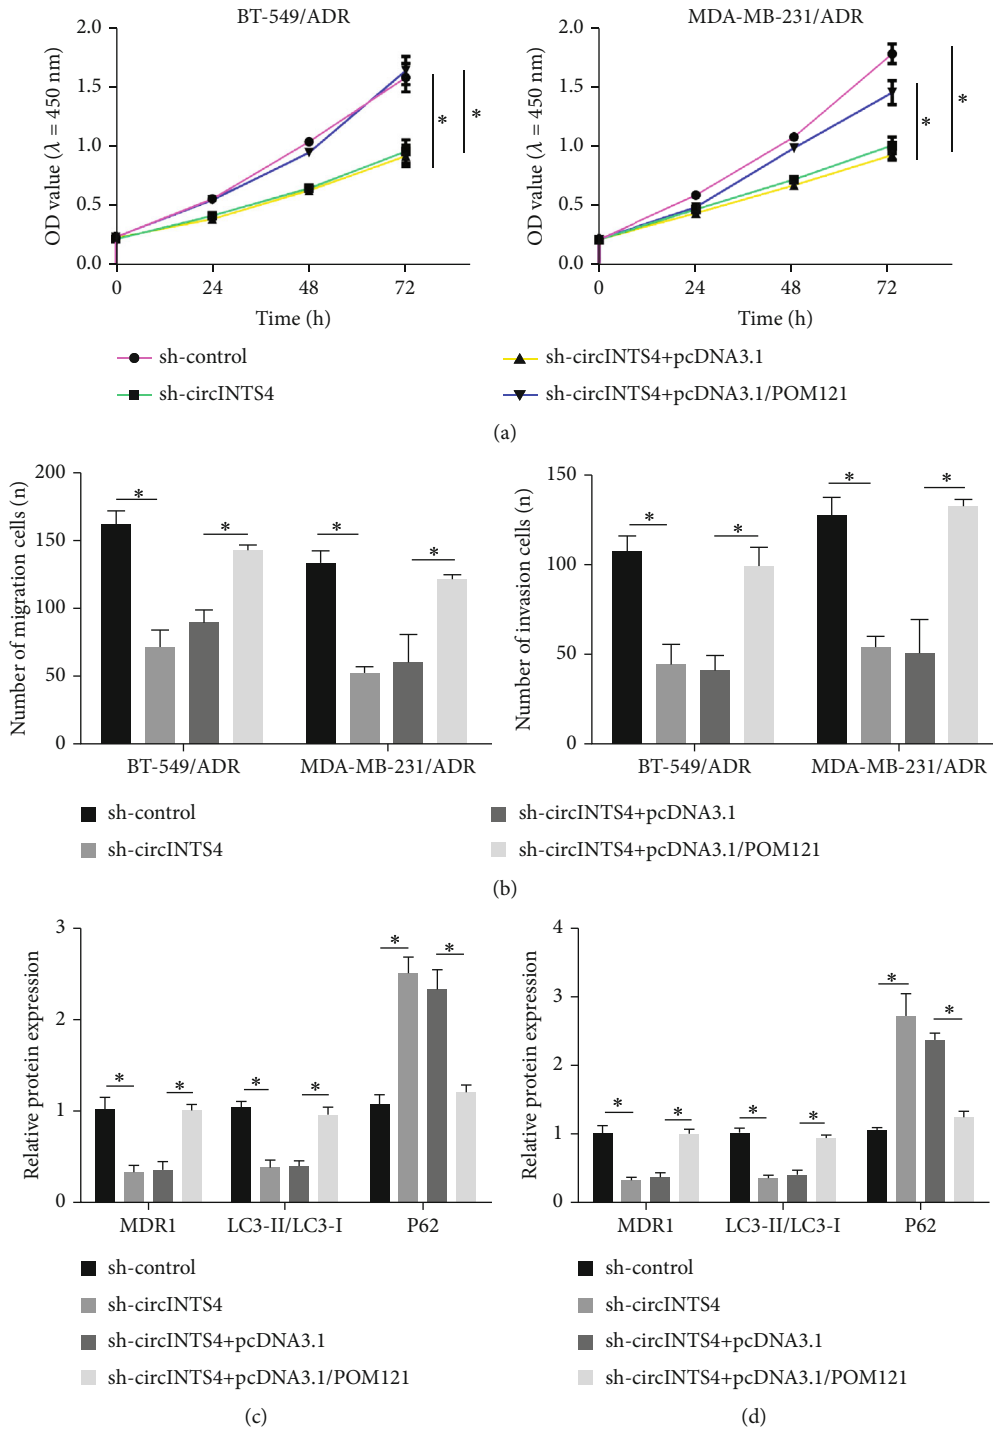 BT-549/ADR
MDA-MB-231/ADR
OD value (λ = 450 nm)
2.0
1.5
1.0
0.5
0.0
0
24
48
72
Time (h)
*
*
OD value (λ = 450 nm)
2.0
1.5
1.0
0.5
0.0
0
24
48
72
Time (h)
*
*
sh-control
sh-circINTS4
sh-circINTS4+pcDNA3.1
sh-circINTS4+pcDNA3.1/POM121
(a)
Number of migration cells (n)
200
150
100
50
0
*
*
*
*
BT-549/ADR
MDA-MB-231/ADR
Number of invasion cells (n)
150
100
50
0
*
*
*
*
BT-549/ADR
MDA-MB-231/ADR
sh-control
sh-circINTS4
sh-circINTS4+pcDNA3.1
sh-circINTS4+pcDNA3.1/POM121
(b)
Relative protein expression
3
2
1
0
*
*
*
*
*
*
MDR1
LC3-II/LC3-I
P62
sh-control
sh-circINTS4
sh-circINTS4+pcDNA3.1
sh-circINTS4+pcDNA3.1/POM121
(c)
Relative protein expression
4
3
2
1
0
*
*
*
*
*
*
MDR1
LC3-II/LC3-I
P62
sh-control
sh-circINTS4
sh-circINTS4+pcDNA3.1
sh-circINTS4+pcDNA3.1/POM121
(d)